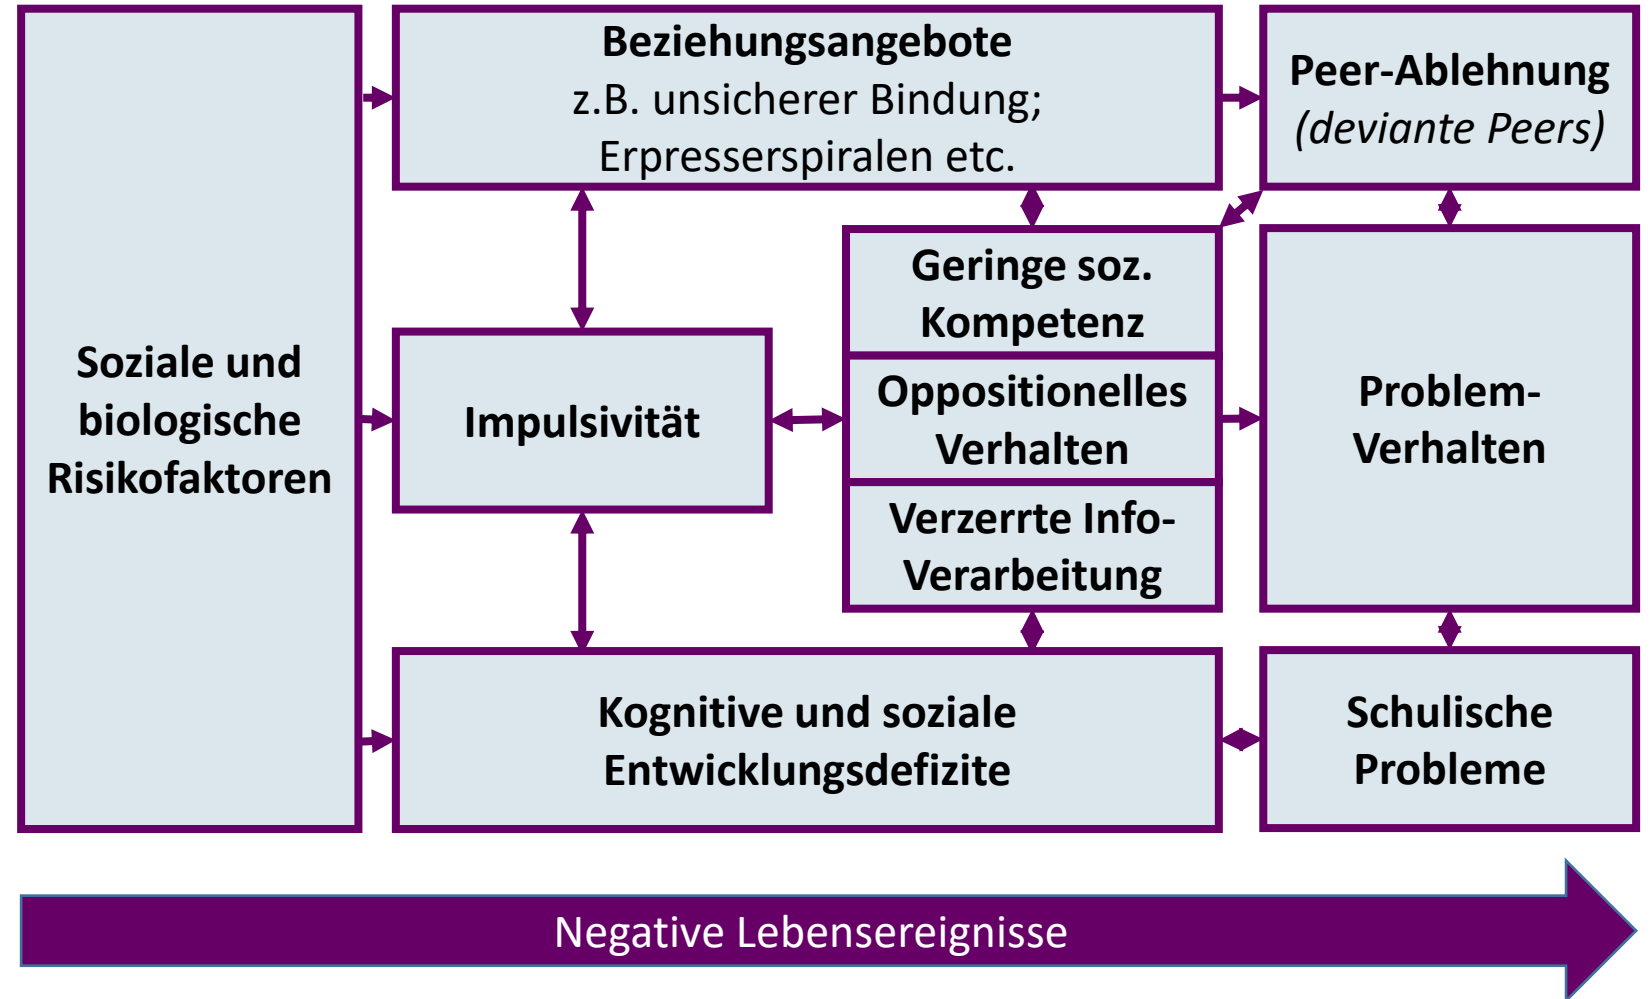 Soziale und
biologische
Risikofaktoren
Beziehungsangebote
z.B. unsicherer Bindung;
Erpresserspiralen etc.
Impulsivität
Geringe soz.
Kompetenz
Oppositionelles
Verhalten
Verzerrte Info-
Verarbeitung
Kognitive und soziale
Entwicklungsdefizite
Peer-Ablehnung
(deviante Peers)
Problem-
Verhalten
Schulische
Probleme
Negative Lebensereignisse